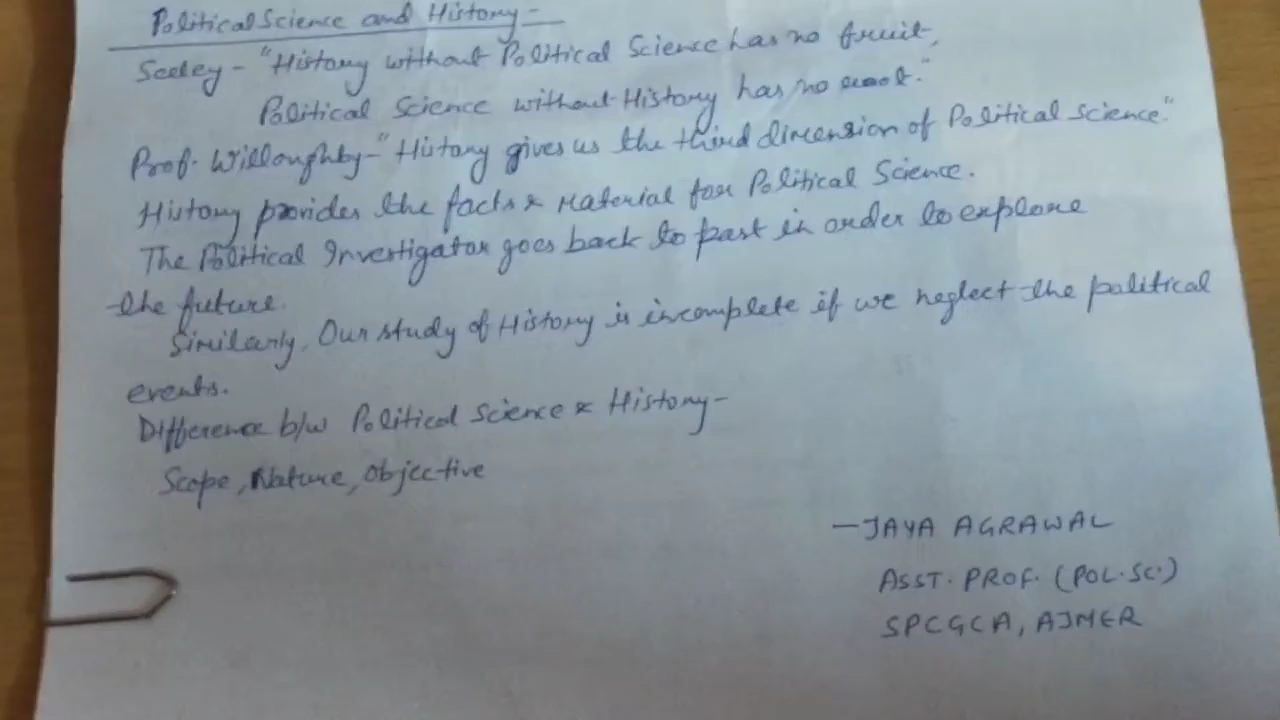 Political Science and History -
Seeley - "History without Political Science has no fruit,
Political Science without History has no root."
Prof. Willoughby - "History gives us the third dimension of Political Science."
History provides the facts & material for Political Science.
The Political Investigator goes back to past in order to explore
the future.
Similarly, Our study of History is incomplete if we neglect the political
events.
Difference b/w Political Science & History -
Scope, Nature, Objective
- JAYA AGRAWAL
ASST. PROF. (POL.SC.)
SPCGCA, AJMER